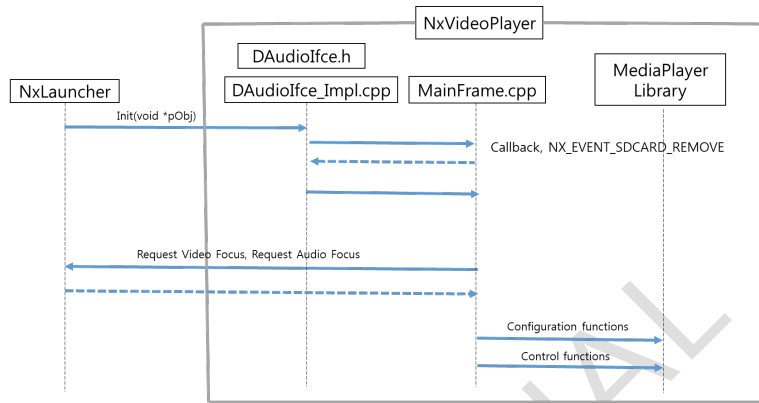 NxVideoPlayer
DAudioIfce.h
NxLauncher
DAudioIfce_Impl.cpp
MainFrame.cpp
MediaPlayer
Library
Init(void *pObj)
Callback, NX_EVENT_SDCARD_REMOVE
Request Video Focus, Request Audio Focus
Configuration functions
Control functions